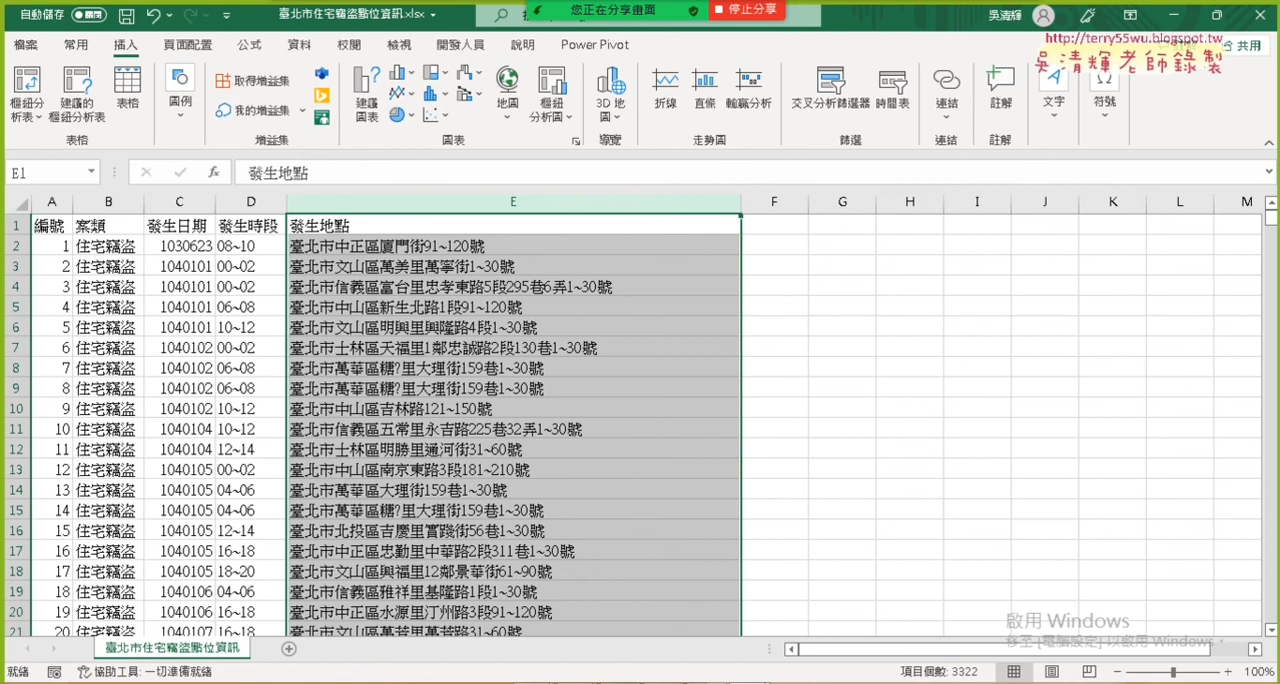 自動儲存 關閉 臺北市住宅竊盜點位資訊.xlsx 您正在分享畫面 停止分享 吳清輝
檔案 常用 插入 頁面配置 公式 資料 校閱 檢視 開發人員 說明 Power Pivot 共用
http://terry55wu.blogspot.tw
吳清輝老師錄製
樞紐分析表 建議的樞紐分析表 表格 圖例 取得增益集 我的增益集 建議圖表 地圖 樞紐分析圖 3D 地圖 折線 直條 輸贏分析 交叉分析篩選器 時間表 連結 註解 文字 符號
表格 增益集 圖表 導覽 走勢圖 篩選 連結 註解
E1 fx 發生地點
A B C D E F G H I J K L M
1 編號 案類 發生日期 發生時段 發生地點
2 1 住宅竊盜 1030623 08~10 臺北市中正區廈門街91~120號
3 2 住宅竊盜 1040101 00~02 臺北市文山區萬美里萬寧街1~30號
4 3 住宅竊盜 1040101 00~02 臺北市信義區富台里忠孝東路5段295巷6弄1~30號
5 4 住宅竊盜 1040101 06~08 臺北市中山區新生北路1段91~120號
6 5 住宅竊盜 1040101 10~12 臺北市文山區明興里興隆路4段1~30號
7 6 住宅竊盜 1040102 00~02 臺北市士林區天福里1鄰忠誠路2段130巷1~30號
8 7 住宅竊盜 1040102 06~08 臺北市萬華區糖?里大理街159巷1~30號
9 8 住宅竊盜 1040102 06~08 臺北市萬華區糖?里大理街159巷1~30號
10 9 住宅竊盜 1040102 10~12 臺北市中山區吉林路121~150號
11 10 住宅竊盜 1040104 10~12 臺北市信義區五常里永吉路225巷32弄1~30號
12 11 住宅竊盜 1040104 12~14 臺北市士林區明勝里通河街31~60號
13 12 住宅竊盜 1040105 00~02 臺北市中山區南京東路3段181~210號
14 13 住宅竊盜 1040105 04~06 臺北市萬華區大理街159巷1~30號
15 14 住宅竊盜 1040105 04~06 臺北市萬華區糖?里大理街159巷1~30號
16 15 住宅竊盜 1040105 12~14 臺北市北投區吉慶里實踐街56巷1~30號
17 16 住宅竊盜 1040105 16~18 臺北市中正區忠勤里中華路2段311巷1~30號
18 17 住宅竊盜 1040105 18~20 臺北市文山區興福里12鄰景華街61~90號
19 18 住宅竊盜 1040106 04~06 臺北市信義區雅祥里基隆路1段1~30號
20 19 住宅竊盜 1040106 16~18 臺北市中正區水源里汀州路3段91~120號
21 20 住宅竊盜 1040107 16~18 臺北市文山區萬芳里萬芳路31~60號
啟用 Windows
移至 [電腦設定] 以啟用 Windows。
臺北市住宅竊盜點位資訊
就緒 協助工具: 一切準備就緒 項目個數: 3322 100%